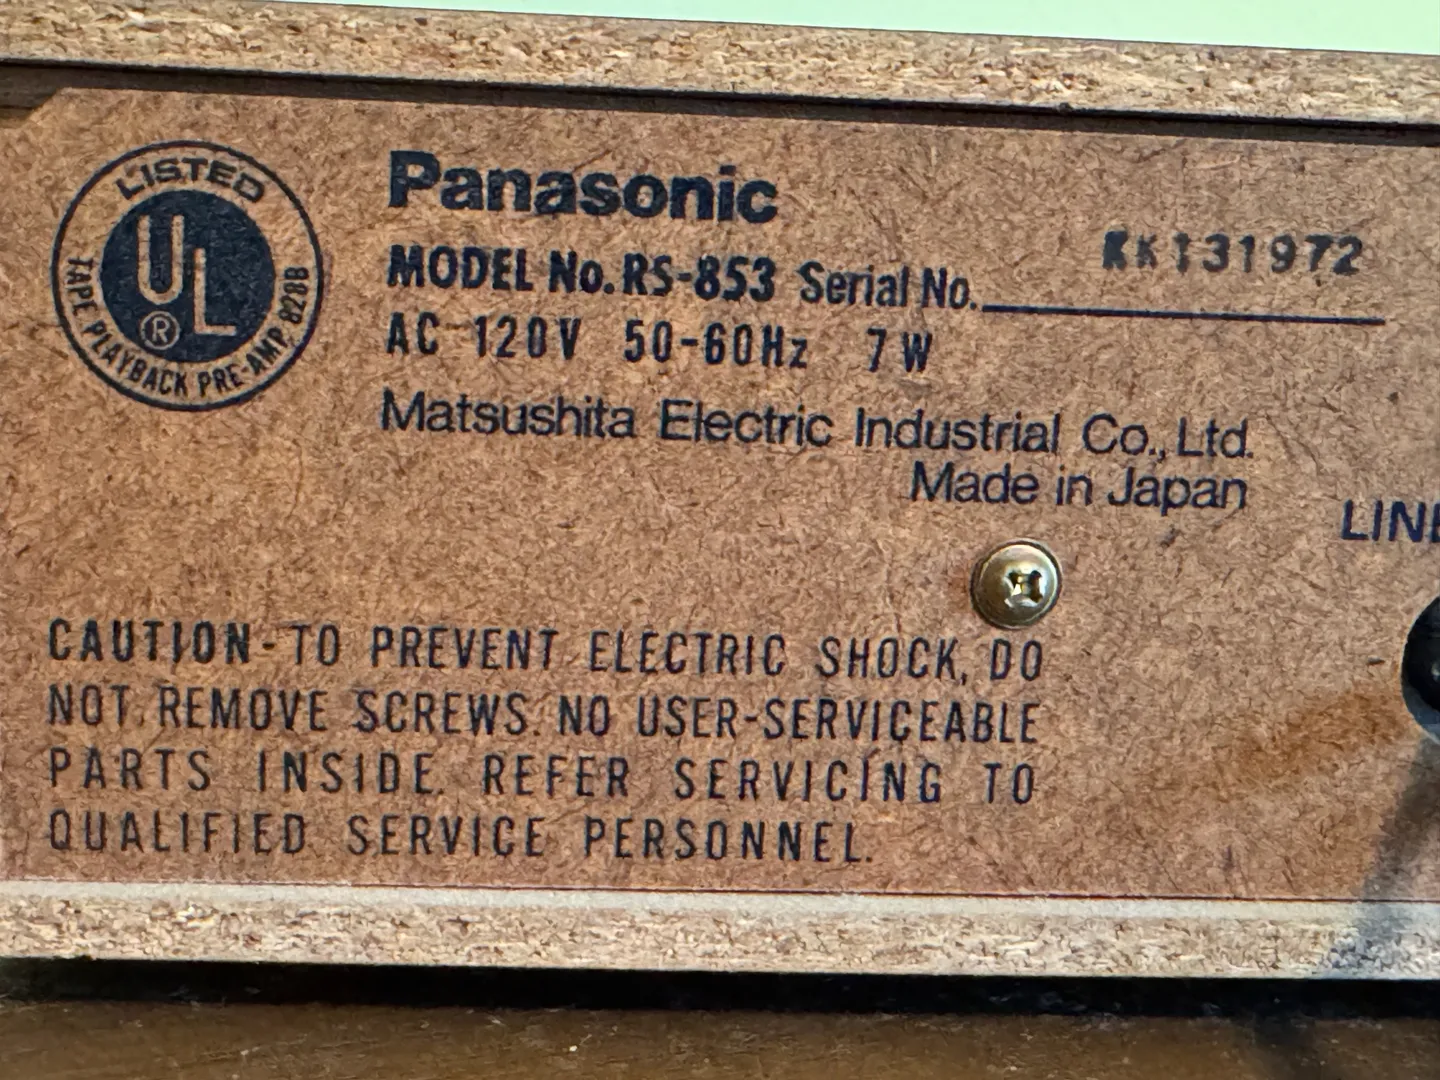 LISTED
UL
®
TAPE PLAYBACK PRE-AMP 828B
Panasonic
MODEL No. RS-853 Serial No. KK131972
AC 120V 50-60Hz 7W
Matsushita Electric Industrial Co., Ltd.
Made in Japan
LINE
CAUTION-TO PREVENT ELECTRIC SHOCK, DO
NOT REMOVE SCREWS. NO USER-SERVICEABLE
PARTS INSIDE. REFER SERVICING TO
QUALIFIED SERVICE PERSONNEL.